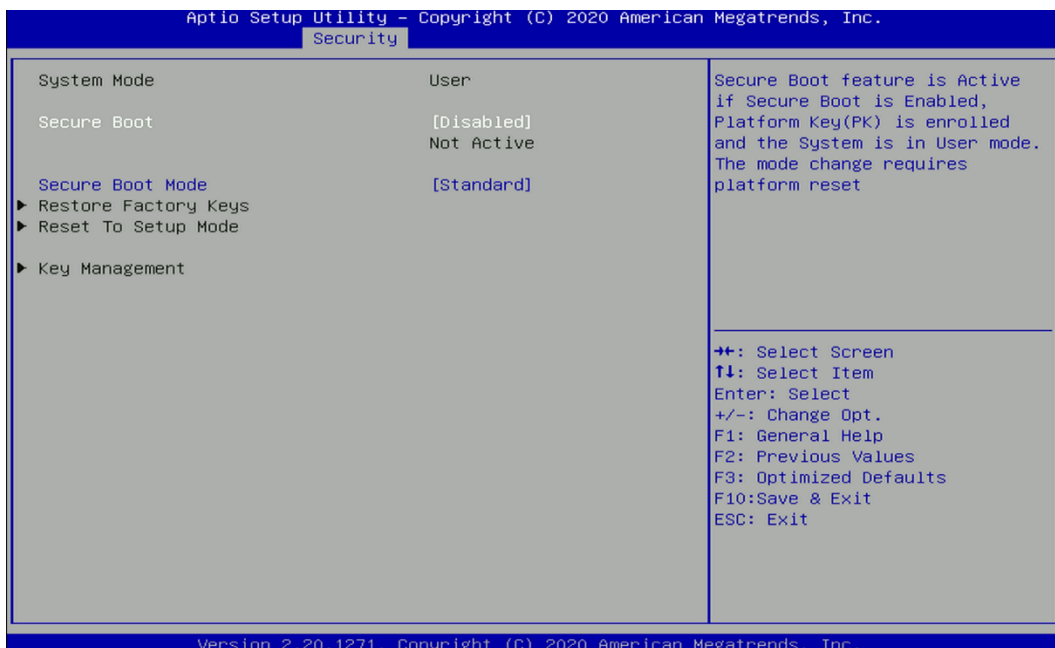 Aptio Setup Utility – Copyright (C) 2020 American Megatrends, Inc.
Security
System Mode User
Secure Boot [Disabled]
Not Active
Secure Boot Mode [Standard]
▶ Restore Factory Keys
▶ Reset To Setup Mode
▶ Key Management
Secure Boot feature is Active
if Secure Boot is Enabled,
Platform Key(PK) is enrolled
and the System is in User mode.
The mode change requires
platform reset
→←: Select Screen
↑↓: Select Item
Enter: Select
+/-: Change Opt.
F1: General Help
F2: Previous Values
F3: Optimized Defaults
F10:Save & Exit
ESC: Exit
Version 2.20.1271. Copyright (C) 2020 American Megatrends, Inc.